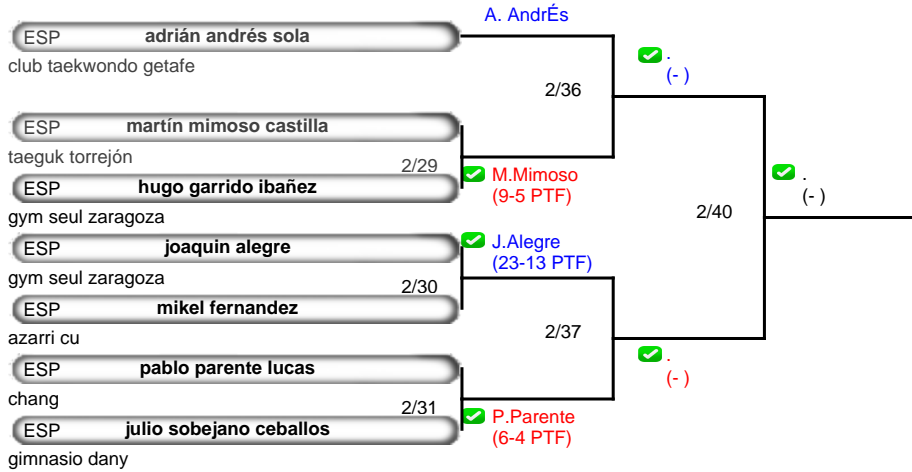 A. AndrÉs
ESP adrián andrés sola
club taekwondo getafe
.
(- )
2/36
ESP martín mimoso castilla
taeguk torrejón
2/29
M.Mimoso
(9-5 PTF)
.
(- )
ESP hugo garrido ibañez
gym seul zaragoza
2/40
ESP joaquin alegre
J.Alegre
(23-13 PTF)
gym seul zaragoza
2/30
ESP mikel fernandez
azarri cu
2/37
ESP pablo parente lucas
.
(- )
chang
2/31
P.Parente
(6-4 PTF)
ESP julio sobejano ceballos
gimnasio dany